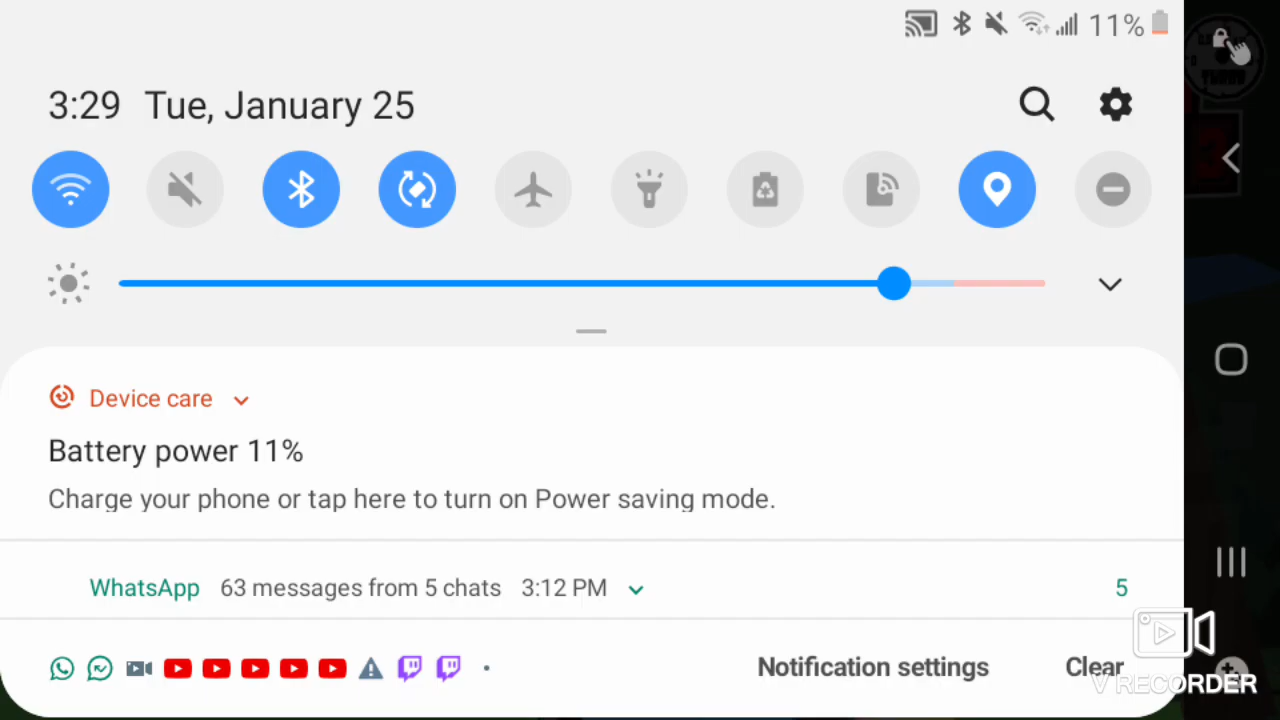 11%
3:29 Tue, January 25
Device care
Battery power 11%
Charge your phone or tap here to turn on Power saving mode.
WhatsApp 63 messages from 5 chats 3:12 PM 5
Notification settings Clear
V RECORDER